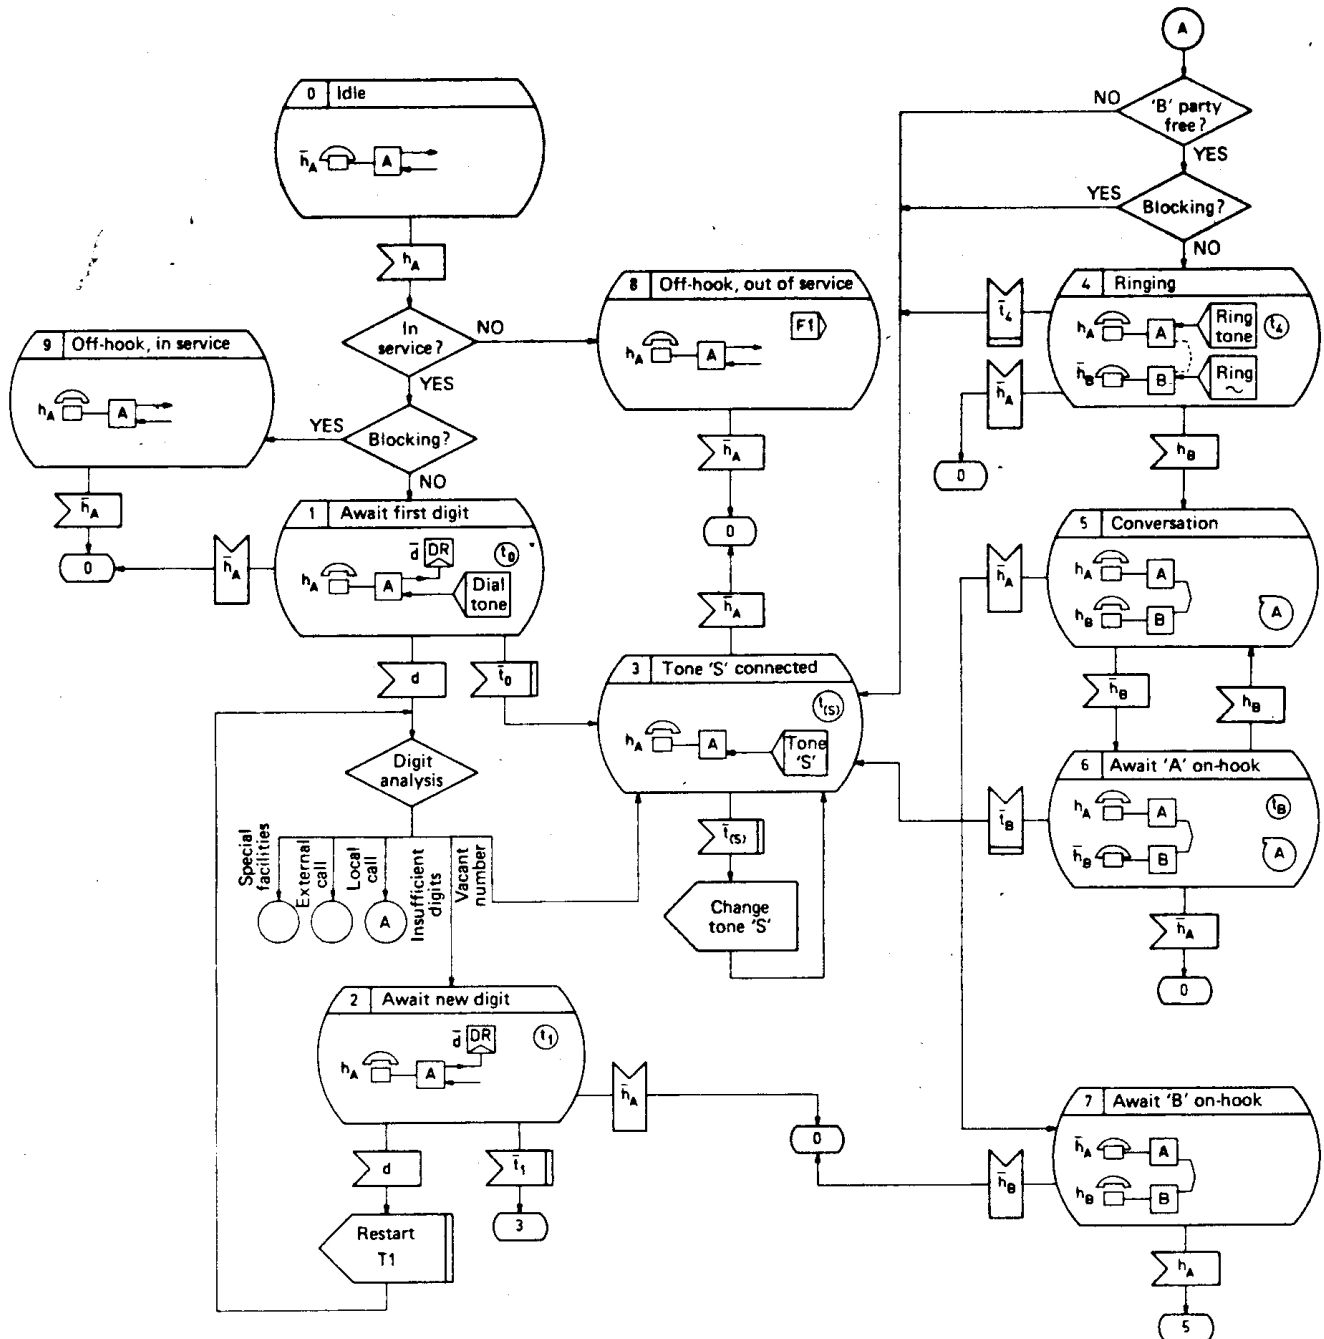 A
'B' party
free?
NO
YES
Blocking?
YES
NO
0 Idle
h̄A
A
hA
In
service?
NO
YES
Blocking?
YES
NO
9 Off-hook, in service
hA
A
h̄A
0
8 Off-hook, out of service
F1
hA
A
h̄A
0
h̄A
4 Ringing
hA
A
Ring
tone
t4
h̄B
B
Ring
~
t̄4
h̄A
0
hB
1 Await first digit
d̄
DR
t0
hA
A
Dial
tone
h̄A
d
t̄0
3 Tone 'S' connected
t(S)
hA
A
Tone
'S'
t̄(S)
Change
tone 'S'
5 Conversation
hA
A
hB
B
A
h̄A
h̄B
hB
6 Await 'A' on-hook
hA
A
tB
h̄B
B
A
t̄B
h̄A
0
Digit
analysis
Special
facilities
External
call
Local
call
Insufficient
digits
Vacant
number
A
2 Await new digit
d̄
DR
t1
hA
A
h̄A
0
d
t̄1
3
Restart
T1
7 Await 'B' on-hook
h̄A
A
hB
B
h̄B
hA
5